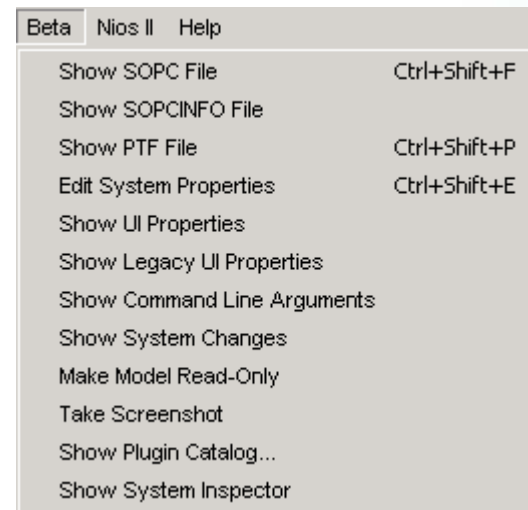 Beta Nios II Help
Show SOPC File Ctrl+Shift+F
Show SOPCINFO File
Show PTF File Ctrl+Shift+P
Edit System Properties Ctrl+Shift+E
Show UI Properties
Show Legacy UI Properties
Show Command Line Arguments
Show System Changes
Make Model Read-Only
Take Screenshot
Show Plugin Catalog...
Show System Inspector